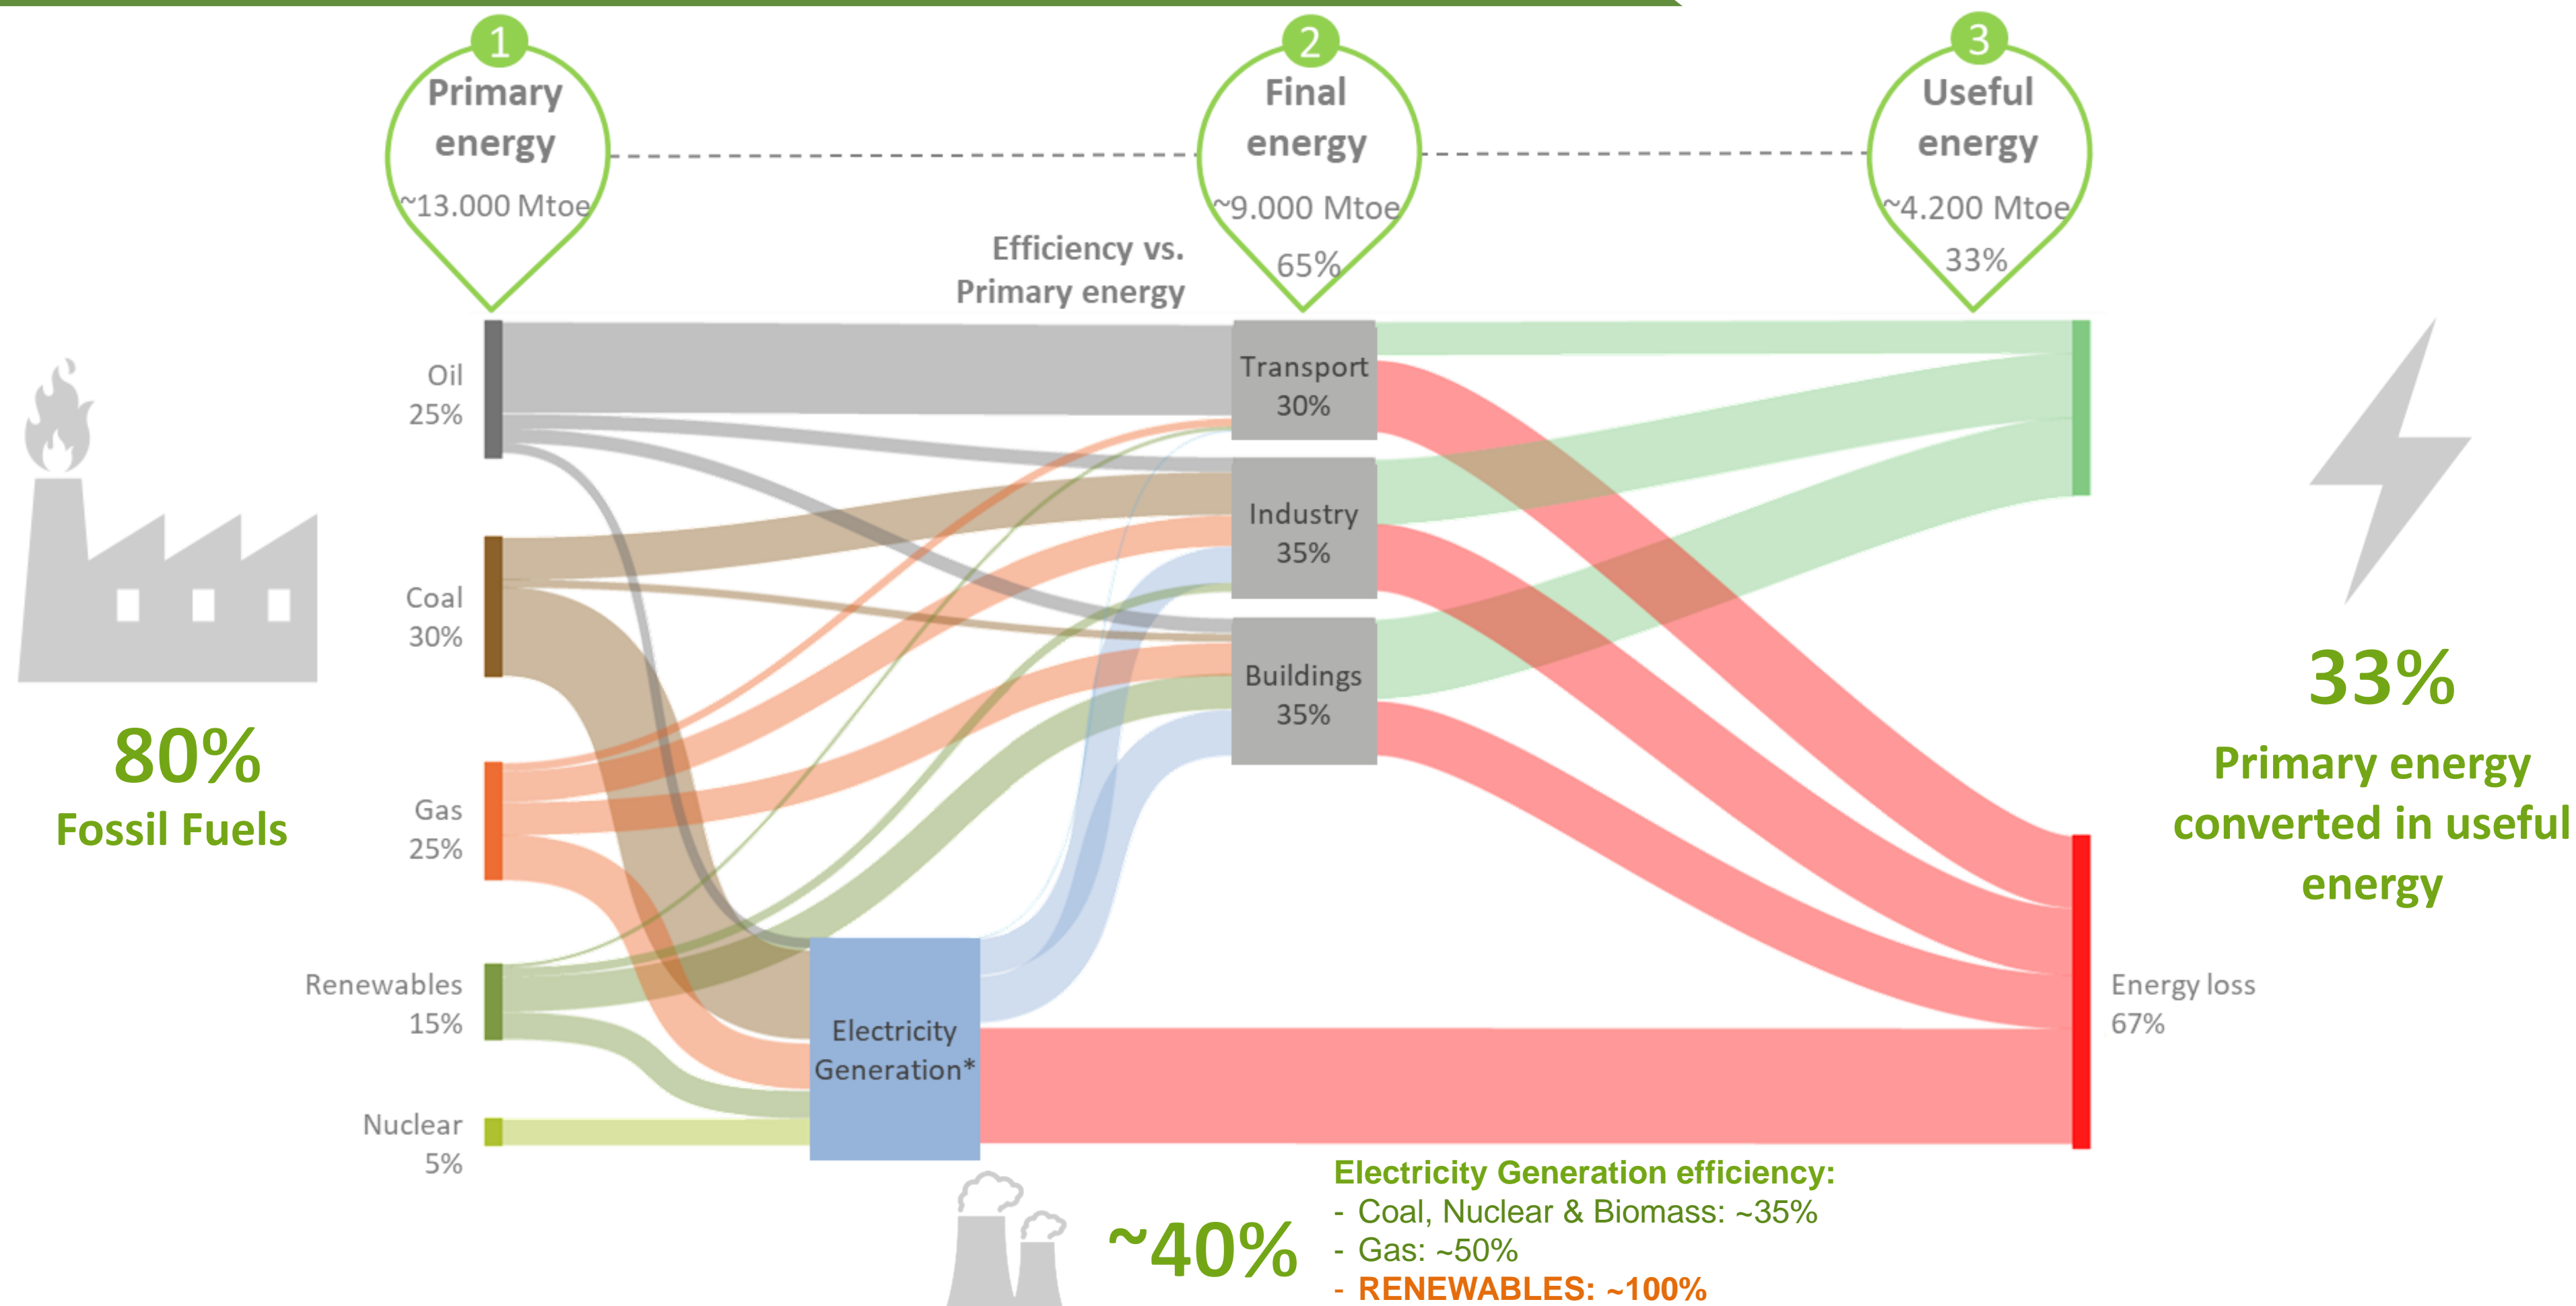 1
Primary
energy
~13.000 Mtoe
2
Final
energy
~9.000 Mtoe
65%
3
Useful
energy
~4.200 Mtoe
33%
Efficiency vs.
Primary energy
Oil
25%
Coal
30%
Gas
25%
Renewables
15%
Nuclear
5%
80%
Fossil Fuels
Transport
30%
Industry
35%
Buildings
35%
Electricity
Generation*
33%
Primary energy
converted in useful
energy
Energy loss
67%
~40%
Electricity Generation efficiency:
- Coal, Nuclear & Biomass: ~35%
- Gas: ~50%
- RENEWABLES: ~100%